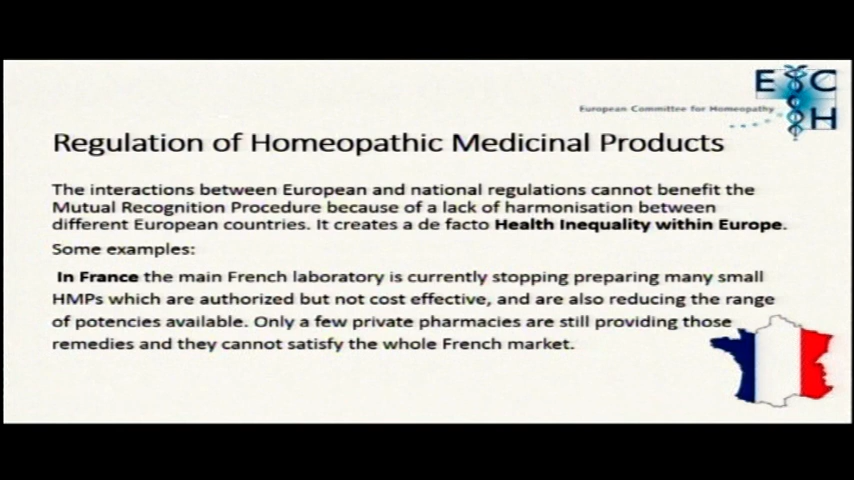 E C
C H
European Committee for Homeopathy
Regulation of Homeopathic Medicinal Products
The interactions between European and national regulations cannot benefit the
Mutual Recognition Procedure because of a lack of harmonisation between
different European countries. It creates a de facto Health Inequality within Europe.
Some examples:
In France the main French laboratory is currently stopping preparing many small
HMPs which are authorized but not cost effective, and are also reducing the range
of potencies available. Only a few private pharmacies are still providing those
remedies and they cannot satisfy the whole French market.